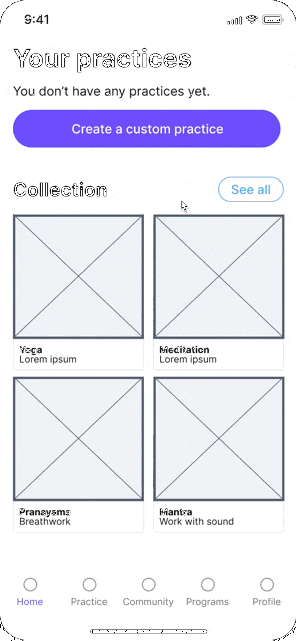 9:41
Your practices
You don't have any practices yet.
Create a custom practice
Collection
See all
Yoga
Lorem ipsum
Meditation
Lorem ipsum
Pranayama
Breathwork
Mantra
Work with sound
Home
Practice
Community
Programs
Profile